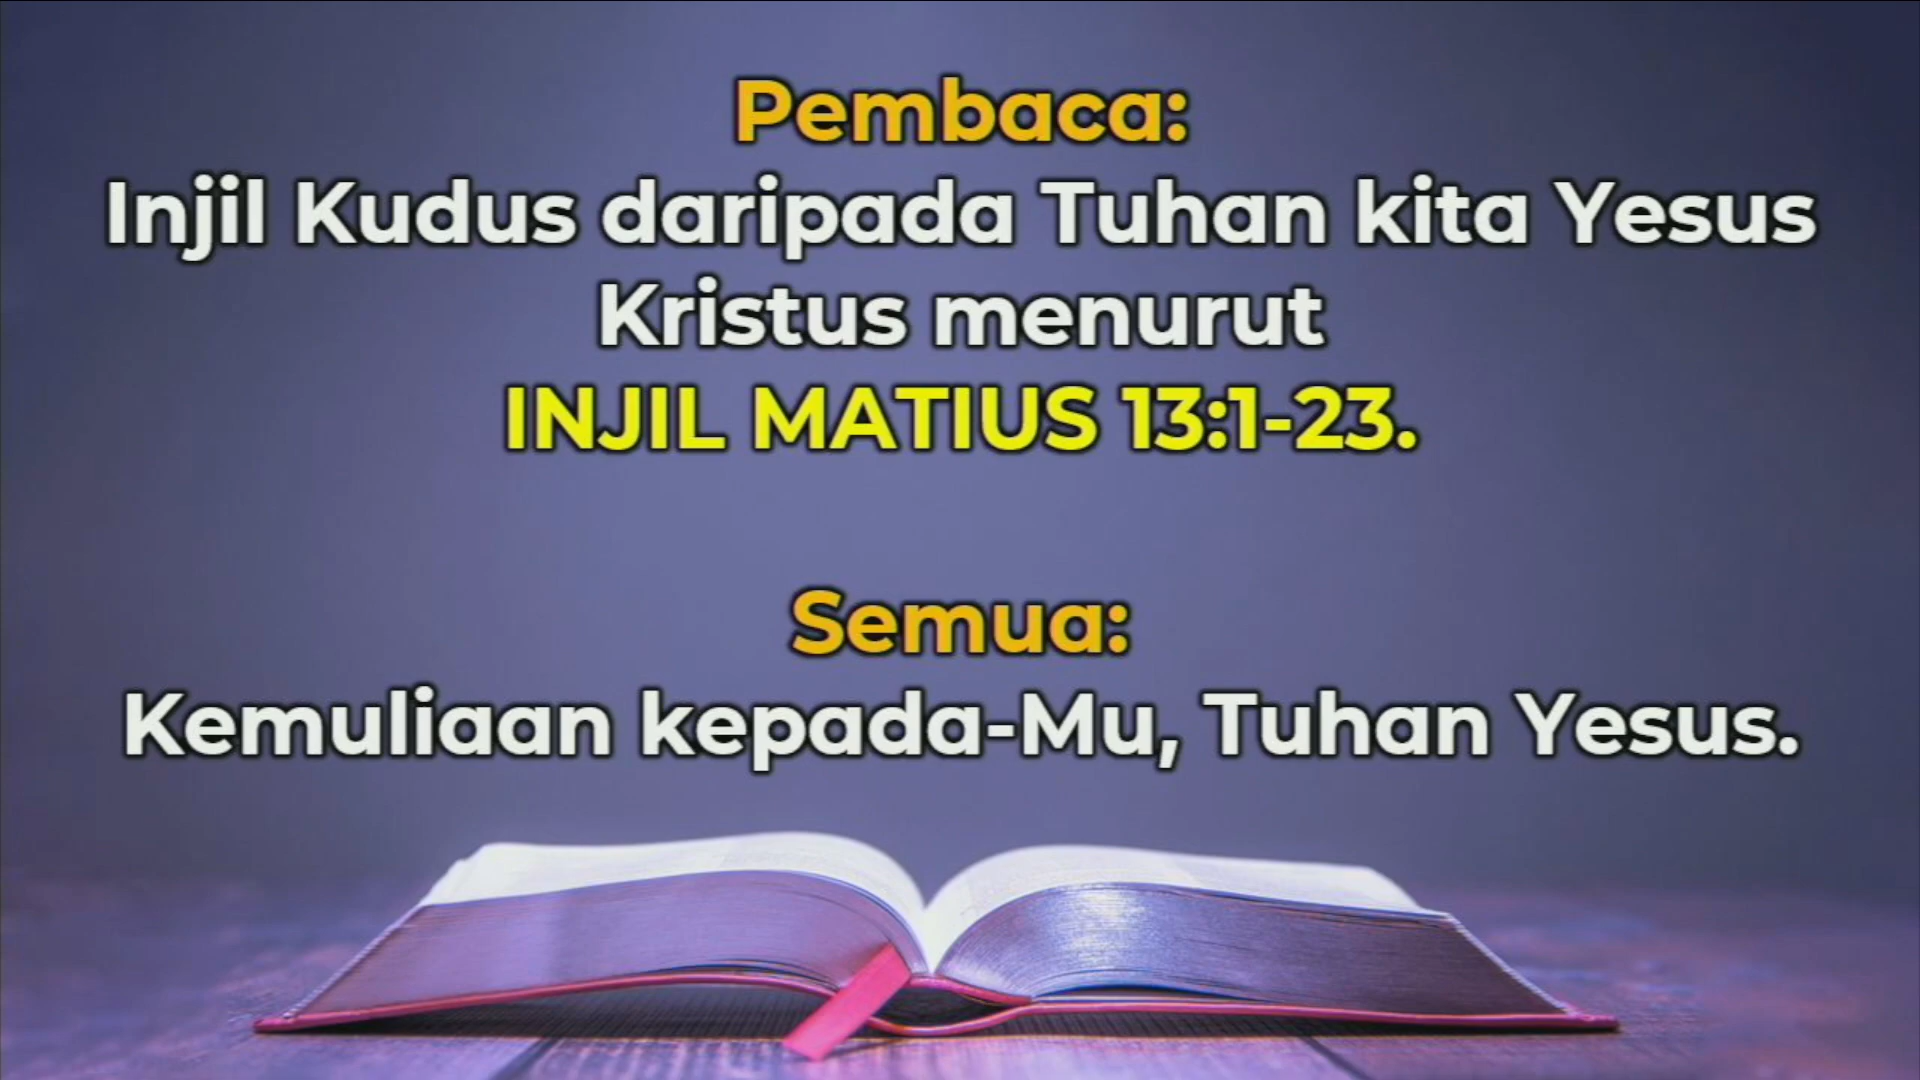 Pembaca:
Injil Kudus daripada Tuhan kita Yesus
Kristus menurut
INJIL MATIUS 13:1-23.
Semua:
Kemuliaan kepada-Mu, Tuhan Yesus.